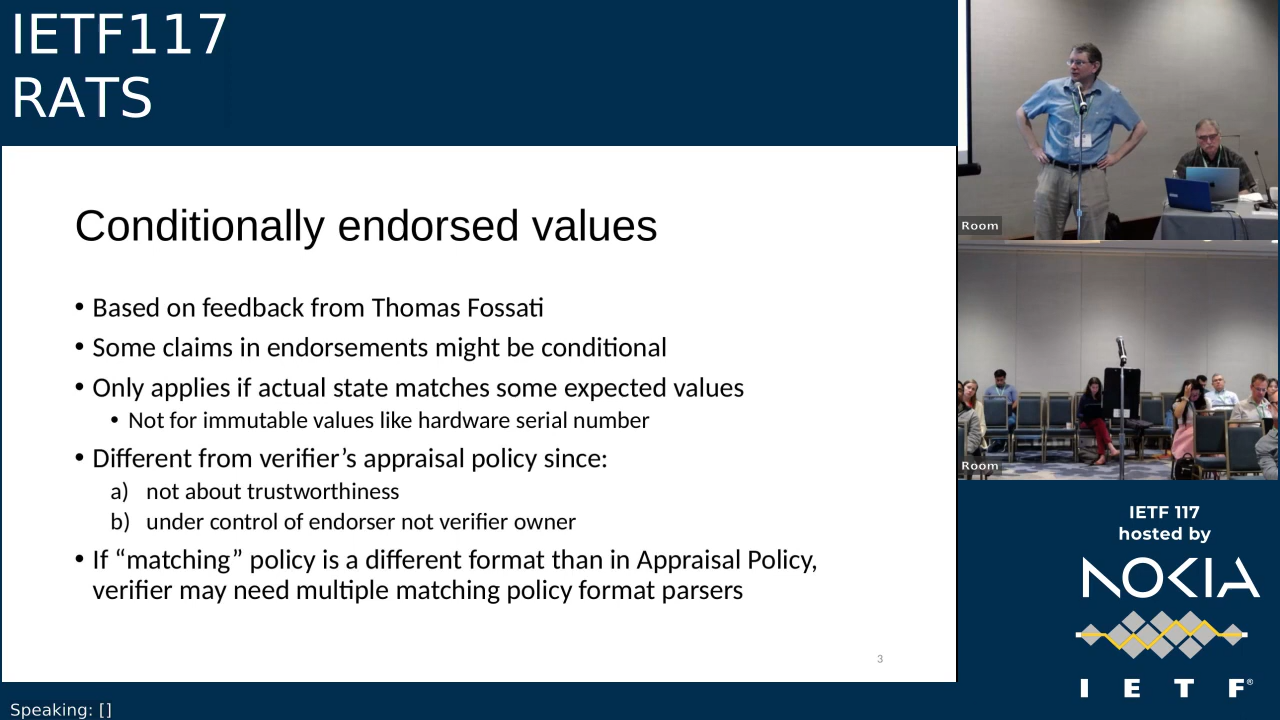 IETF117
RATS
Conditionally endorsed values
• Based on feedback from Thomas Fossati
• Some claims in endorsements might be conditional
• Only applies if actual state matches some expected values
• Not for immutable values like hardware serial number
• Different from verifier’s appraisal policy since:
a) not about trustworthiness
b) under control of endorser not verifier owner
• If “matching” policy is a different format than in Appraisal Policy,
verifier may need multiple matching policy format parsers
3
Speaking: []
Room
Room
IETF 117
hosted by
NOKIA
I E T F®